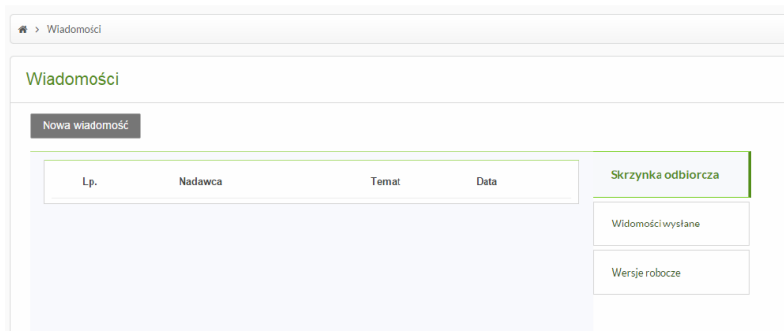 > Wiadomości
Wiadomości
Nowa wiadomość
Lp. Nadawca Temat Data
Skrzynka odbiorcza
Widomości wysłane
Wersje robocze